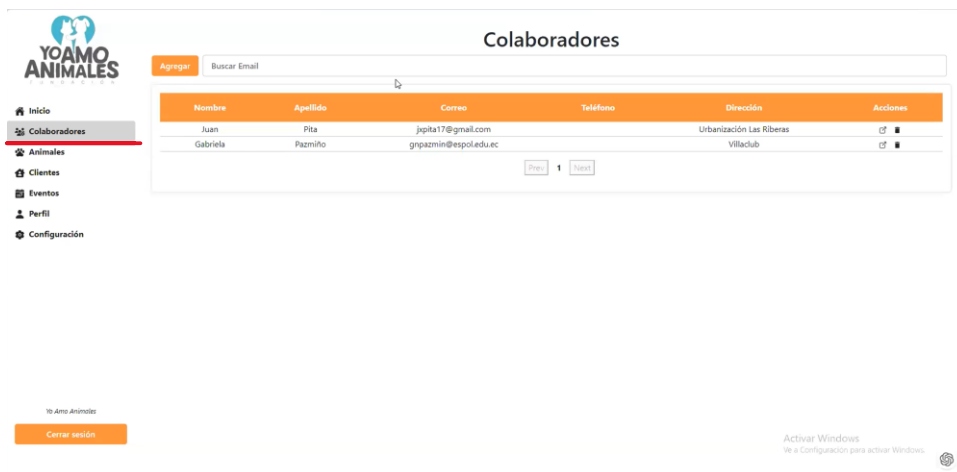 YO AMO
ANIMALES
FUNDACIÓN
Inicio
Colaboradores
Animales
Clientes
Eventos
Perfil
Configuración
Yo Amo Animales
Cerrar sesión
Colaboradores
Agregar Buscar Email
Nombre Apellido Correo Teléfono Dirección Acciones
Juan Pita jxpita17@gmail.com Urbanización Las Riberas
Gabriela Pazmiño gnpazmin@espol.edu.ec Villaclub
Prev 1 Next
Activar Windows
Ve a Configuración para activar Windows.